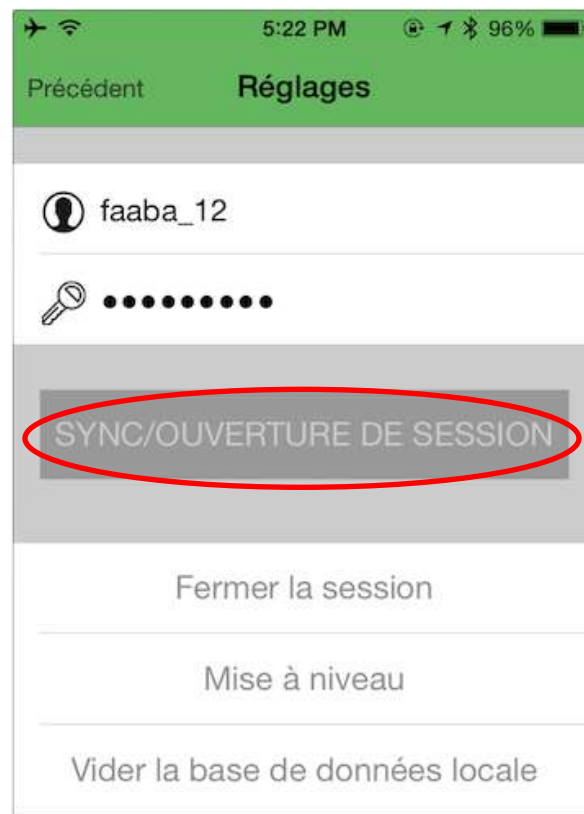 5:22 PM 96%
Précédent Réglages
faaba_12
•••••••••
SYNC/OUVERTURE DE SESSION
Fermer la session
Mise à niveau
Vider la base de données locale